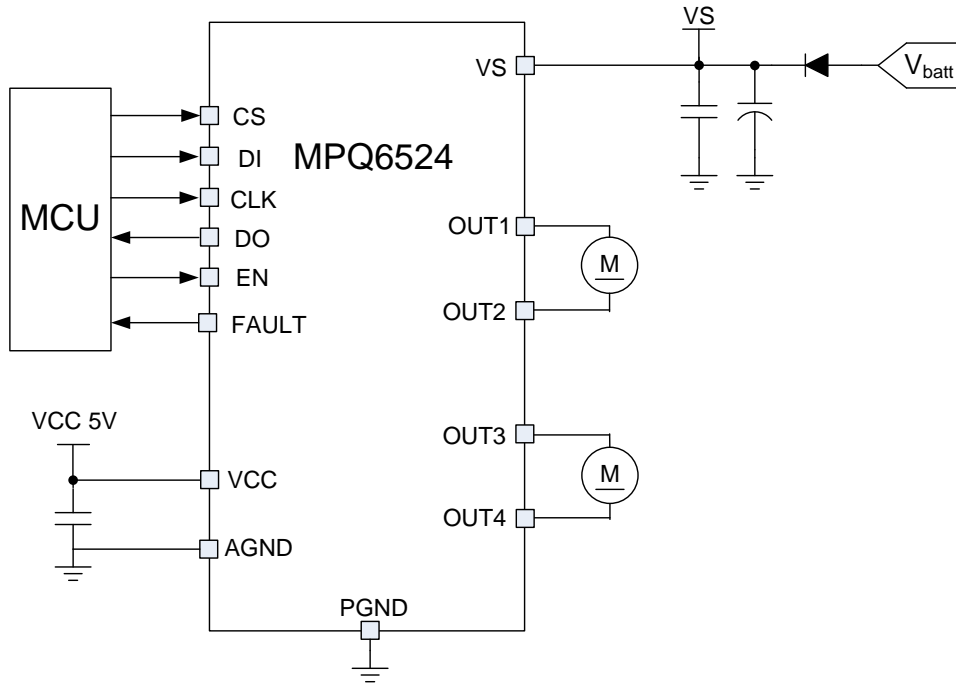 VS
VS
Vbatt
CS
MPQ6524
DI
CLK
MCU
DO
EN
FAULT
OUT1
M
OUT2
VCC 5V
OUT3
VCC
M
OUT4
AGND
PGND